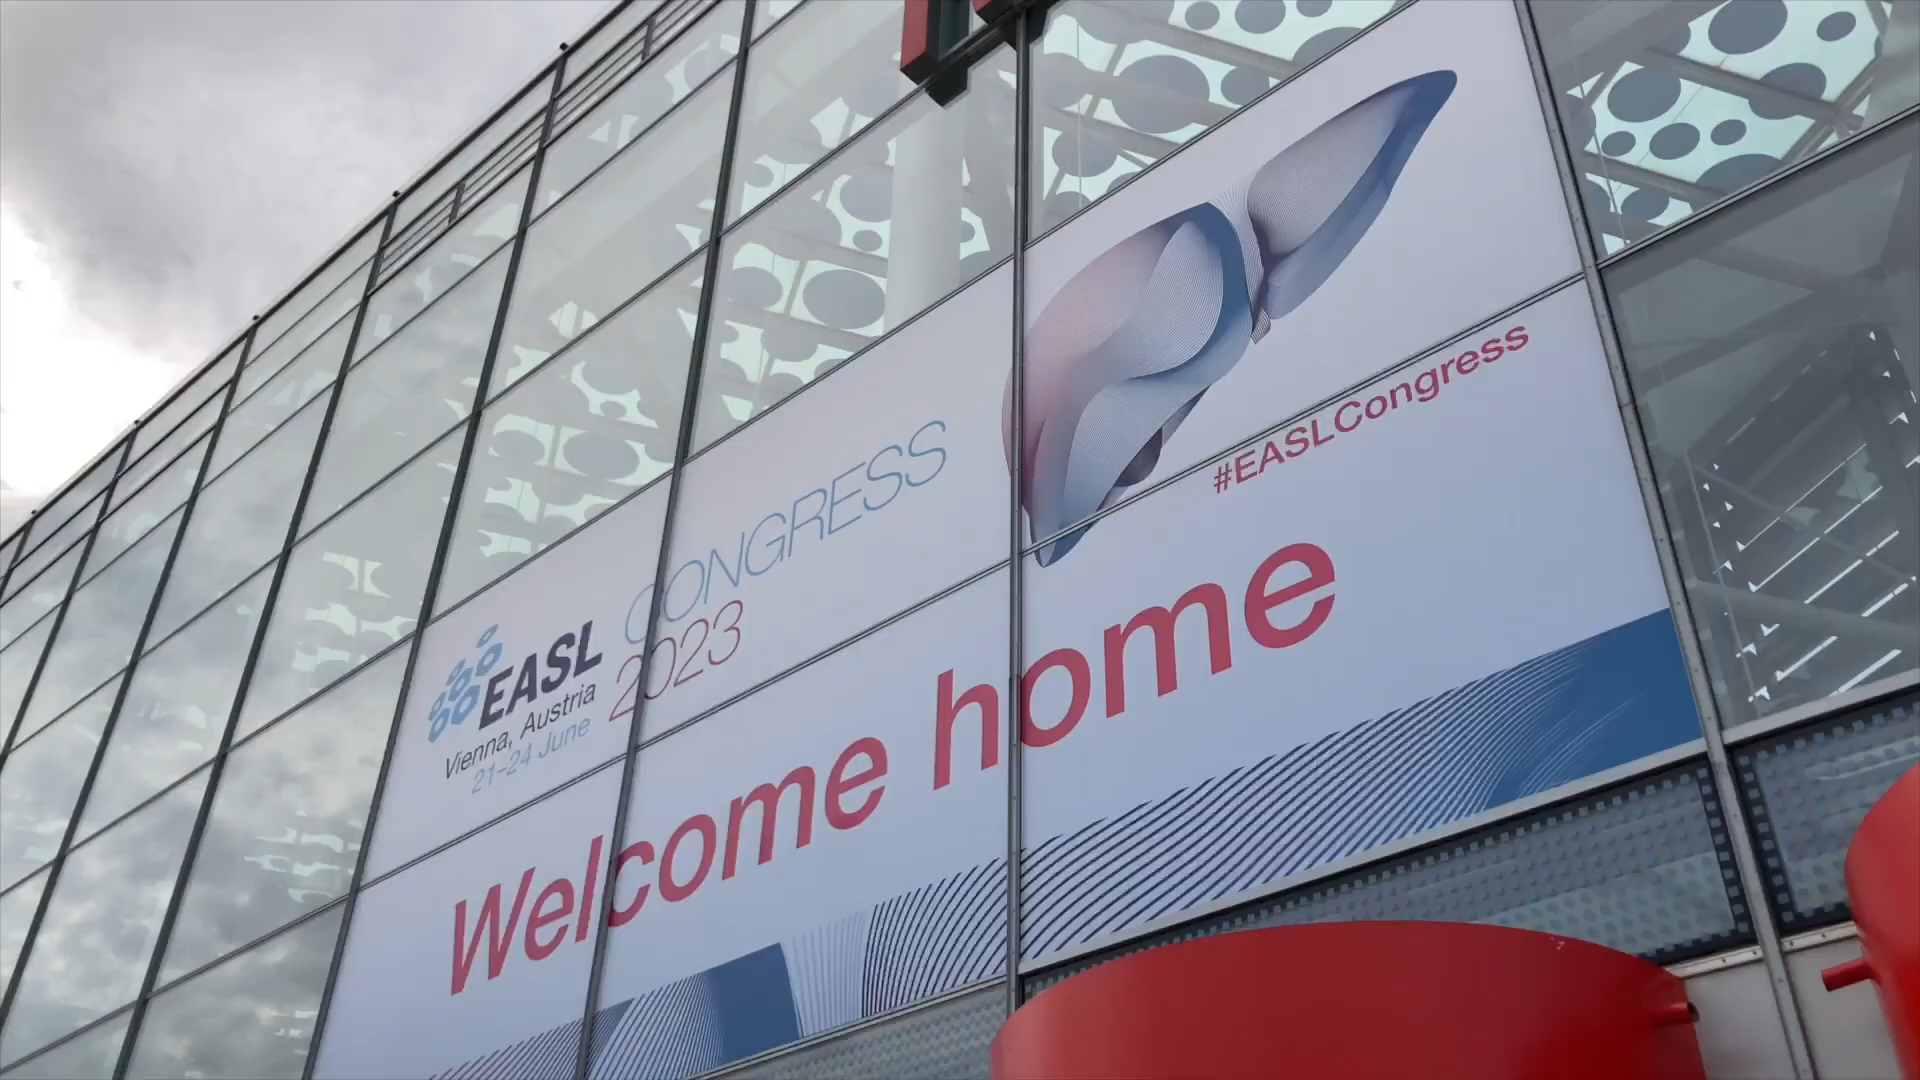 EASL
Vienna, Austria
21–24 June
CONGRESS
2023
#EASLCongress
Welcome home